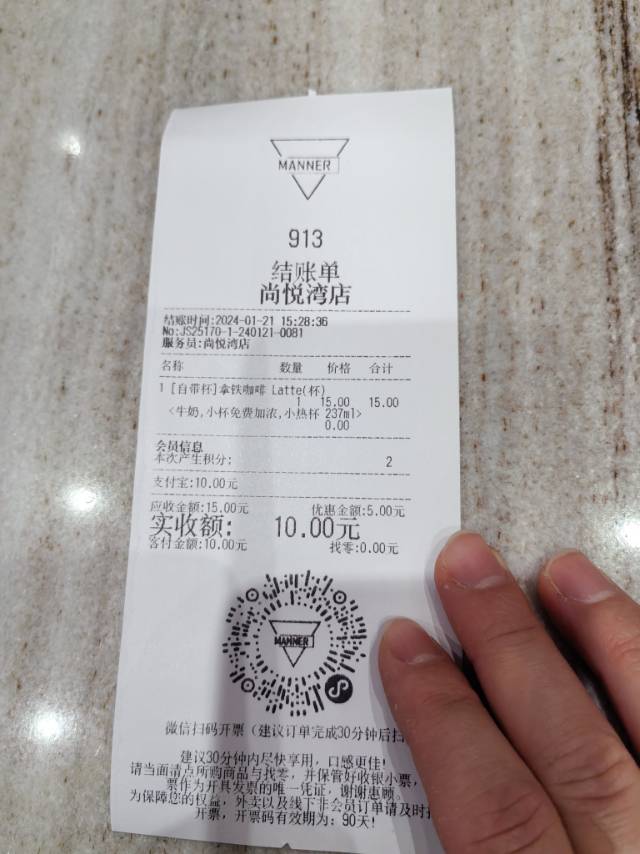 MANNER
913
结账单
尚悦湾店
结账时间:2024-01-21 15:28:36
No:JS25170-1-240121-0081
服务员:尚悦湾店
名称 数量 价格 合计
1 [自带杯]拿铁咖啡 Latte(杯)
1 15.00 15.00
<牛奶,小杯免费加浓,小热杯 237ml>
0.00
会员信息
本次产生积分: 2
支付宝:10.00元
应收金额:15.00元 优惠金额:5.00元
实收额: 10.00元
客付金额:10.00元 找零:0.00元
MANNER
微信扫码开票（建议订单完成30分钟后扫
建议30分钟内尽快享用，口感更佳!
请当面清点所购商品与找零，并保管好收银小票，
票作为开具发票的唯一凭证，谢谢惠顾
为保障您的权益，外卖以及线下非会员订单请及时
开票，开票码有效期为：90天!